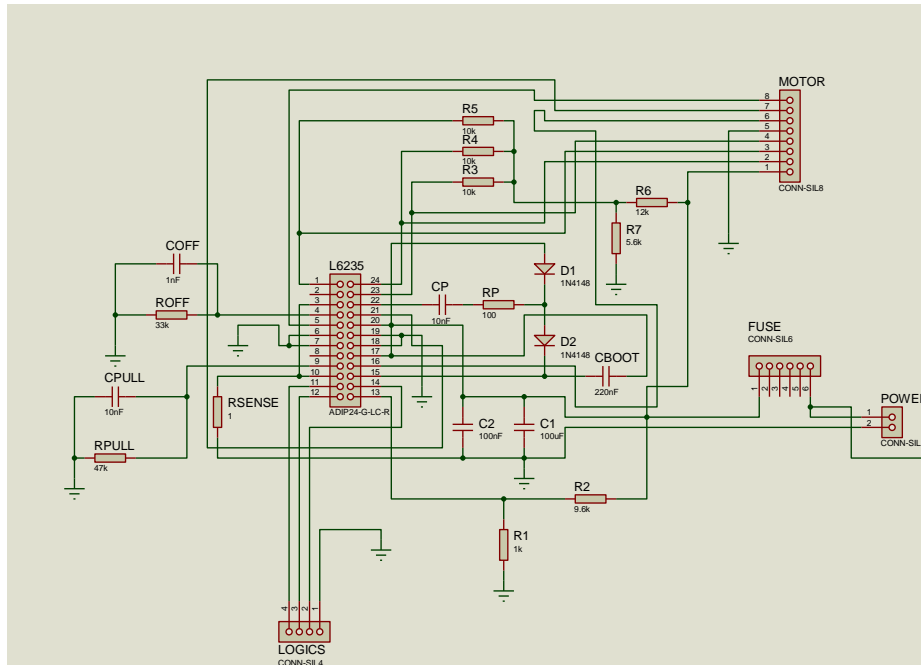 MOTOR
8
7
6
5
4
3
2
1
CONN-SIL8
R5
10k
R4
10k
R3
10k
R6
12k
R7
5.6k
COFF
1nF
ROFF
33k
L6235
1
2
3
4
5
6
7
8
9
10
11
12
24
23
22
21
20
19
18
17
16
15
14
13
ADIP24-G-LC-R
CP
10nF
RP
100
D1
1N4148
D2
1N4148
CBOOT
220nF
FUSE
CONN-SIL6
1
2
3
4
5
6
POWER
1
2
CONN-SIL
CPULL
10nF
RSENSE
1
RPULL
47k
C2
100nF
C1
100uF
R2
9.6k
R1
1k
4
3
2
1
LOGICS
CONN-SIL4